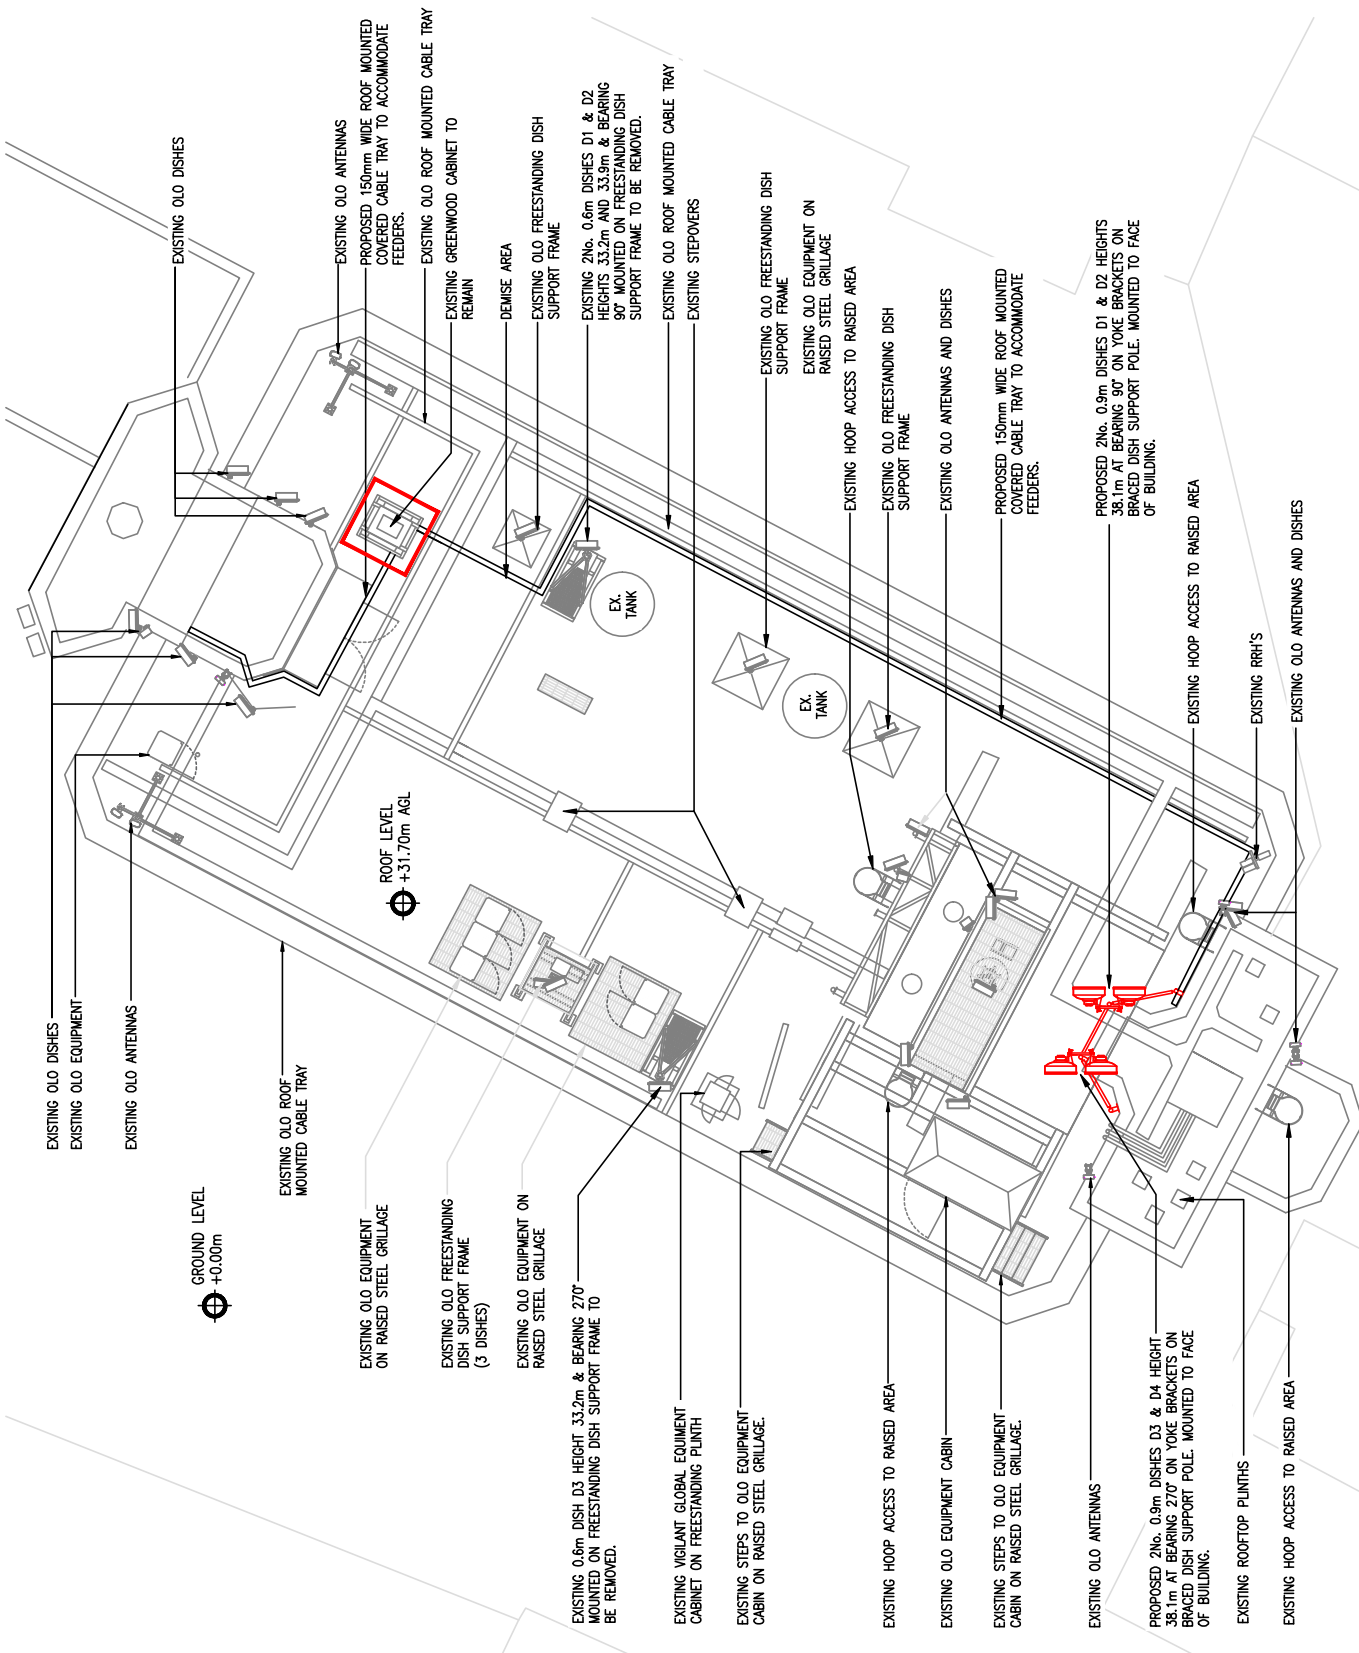 EXISTING OLO DISHES
EXISTING OLO ANTENNAS
PROPOSED 150mm WIDE ROOF MOUNTED
COVERED CABLE TRAY TO ACCOMMODATE
FEEDERS.
EXISTING OLO ROOF MOUNTED CABLE TRAY
EXISTING GREENWOOD CABINET TO
REMAIN
DEMISE AREA
EXISTING OLO FREESTANDING DISH
SUPPORT FRAME
EXISTING 2No. 0.6m DISHES D1 & D2
HEIGHTS 33.2m AND 33.9m & BEARING
90° MOUNTED ON FREESTANDING DISH
SUPPORT FRAME TO BE REMOVED.
EXISTING OLO ROOF MOUNTED CABLE TRAY
EXISTING STEPOVERS
EXISTING OLO FREESTANDING DISH
SUPPORT FRAME
EXISTING OLO EQUIPMENT ON
RAISED STEEL GRILLAGE
EXISTING HOOP ACCESS TO RAISED AREA
EXISTING OLO FREESTANDING DISH
SUPPORT FRAME
EXISTING OLO ANTENNAS AND DISHES
PROPOSED 150mm WIDE ROOF MOUNTED
COVERED CABLE TRAY TO ACCOMMODATE
FEEDERS.
PROPOSED 2No. 0.9m DISHES D1 & D2 HEIGHTS
38.1m AT BEARING 90° ON YOKE BRACKETS ON
BRACED DISH SUPPORT POLE. MOUNTED TO FACE
OF BUILDING.
EXISTING HOOP ACCESS TO RAISED AREA
EXISTING RRH'S
EXISTING OLO ANTENNAS AND DISHES
EX.
TANK
EX.
TANK
ROOF LEVEL
+31.70m AGL
GROUND LEVEL
+0.00m
EXISTING OLO DISHES
EXISTING OLO EQUIPMENT
EXISTING OLO ANTENNAS
EXISTING OLO ROOF
MOUNTED CABLE TRAY
EXISTING OLO EQUIPMENT
ON RAISED STEEL GRILLAGE
EXISTING OLO FREESTANDING
DISH SUPPORT FRAME
(3 DISHES)
EXISTING OLO EQUIPMENT ON
RAISED STEEL GRILLAGE
EXISTING 0.6m DISH D3 HEIGHT 33.2m & BEARING 270°
MOUNTED ON FREESTANDING DISH SUPPORT FRAME TO
BE REMOVED.
EXISTING VIGILANT GLOBAL EQUIMENT
CABINET ON FREESTANDING PLINTH
EXISTING STEPS TO OLO EQUIPMENT
CABIN ON RAISED STEEL GRILLAGE.
EXISTING HOOP ACCESS TO RAISED AREA
EXISTING OLO EQUIPMENT CABIN
EXISTING STEPS TO OLO EQUIPMENT
CABIN ON RAISED STEEL GRILLAGE.
EXISTING OLO ANTENNAS
PROPOSED 2No. 0.9m DISHES D3 & D4 HEIGHT
38.1m AT BEARING 270° ON YOKE BRACKETS ON
BRACED DISH SUPPORT POLE. MOUNTED TO FACE
OF BUILDING.
EXISTING ROOFTOP PLINTHS
EXISTING HOOP ACCESS TO RAISED AREA